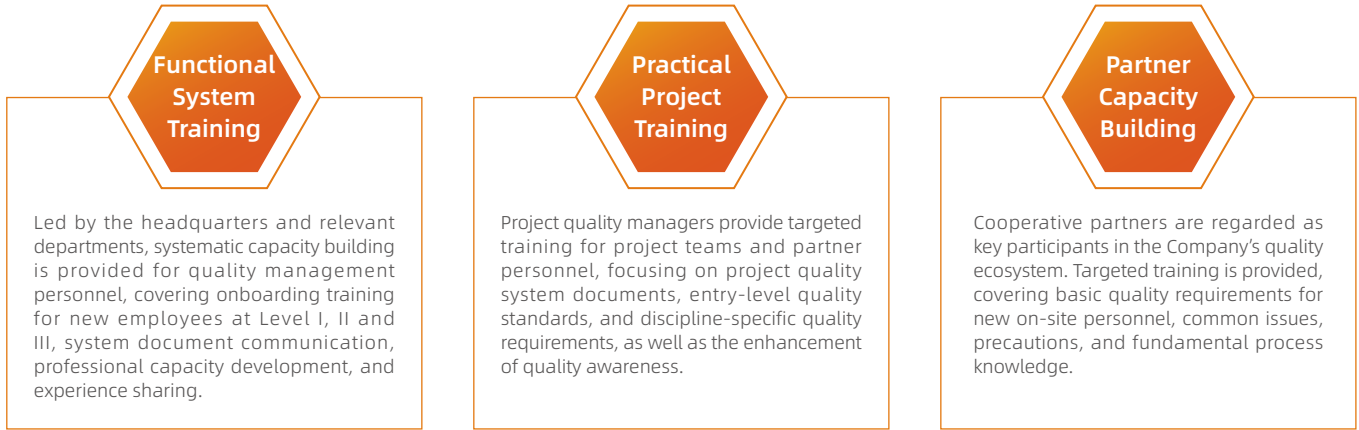 Functional
System
Training
Led by the headquarters and relevant
departments, systematic capacity building
is provided for quality management
personnel, covering onboarding training
for new employees at Level I, II and
III, system document communication,
professional capacity development, and
experience sharing.
Practical
Project
Training
Project quality managers provide targeted
training for project teams and partner
personnel, focusing on project quality
system documents, entry-level quality
standards, and discipline-specific quality
requirements, as well as the enhancement
of quality awareness.
Partner
Capacity
Building
Cooperative partners are regarded as
key participants in the Company’s quality
ecosystem. Targeted training is provided,
covering basic quality requirements for
new on-site personnel, common issues,
precautions, and fundamental process
knowledge.